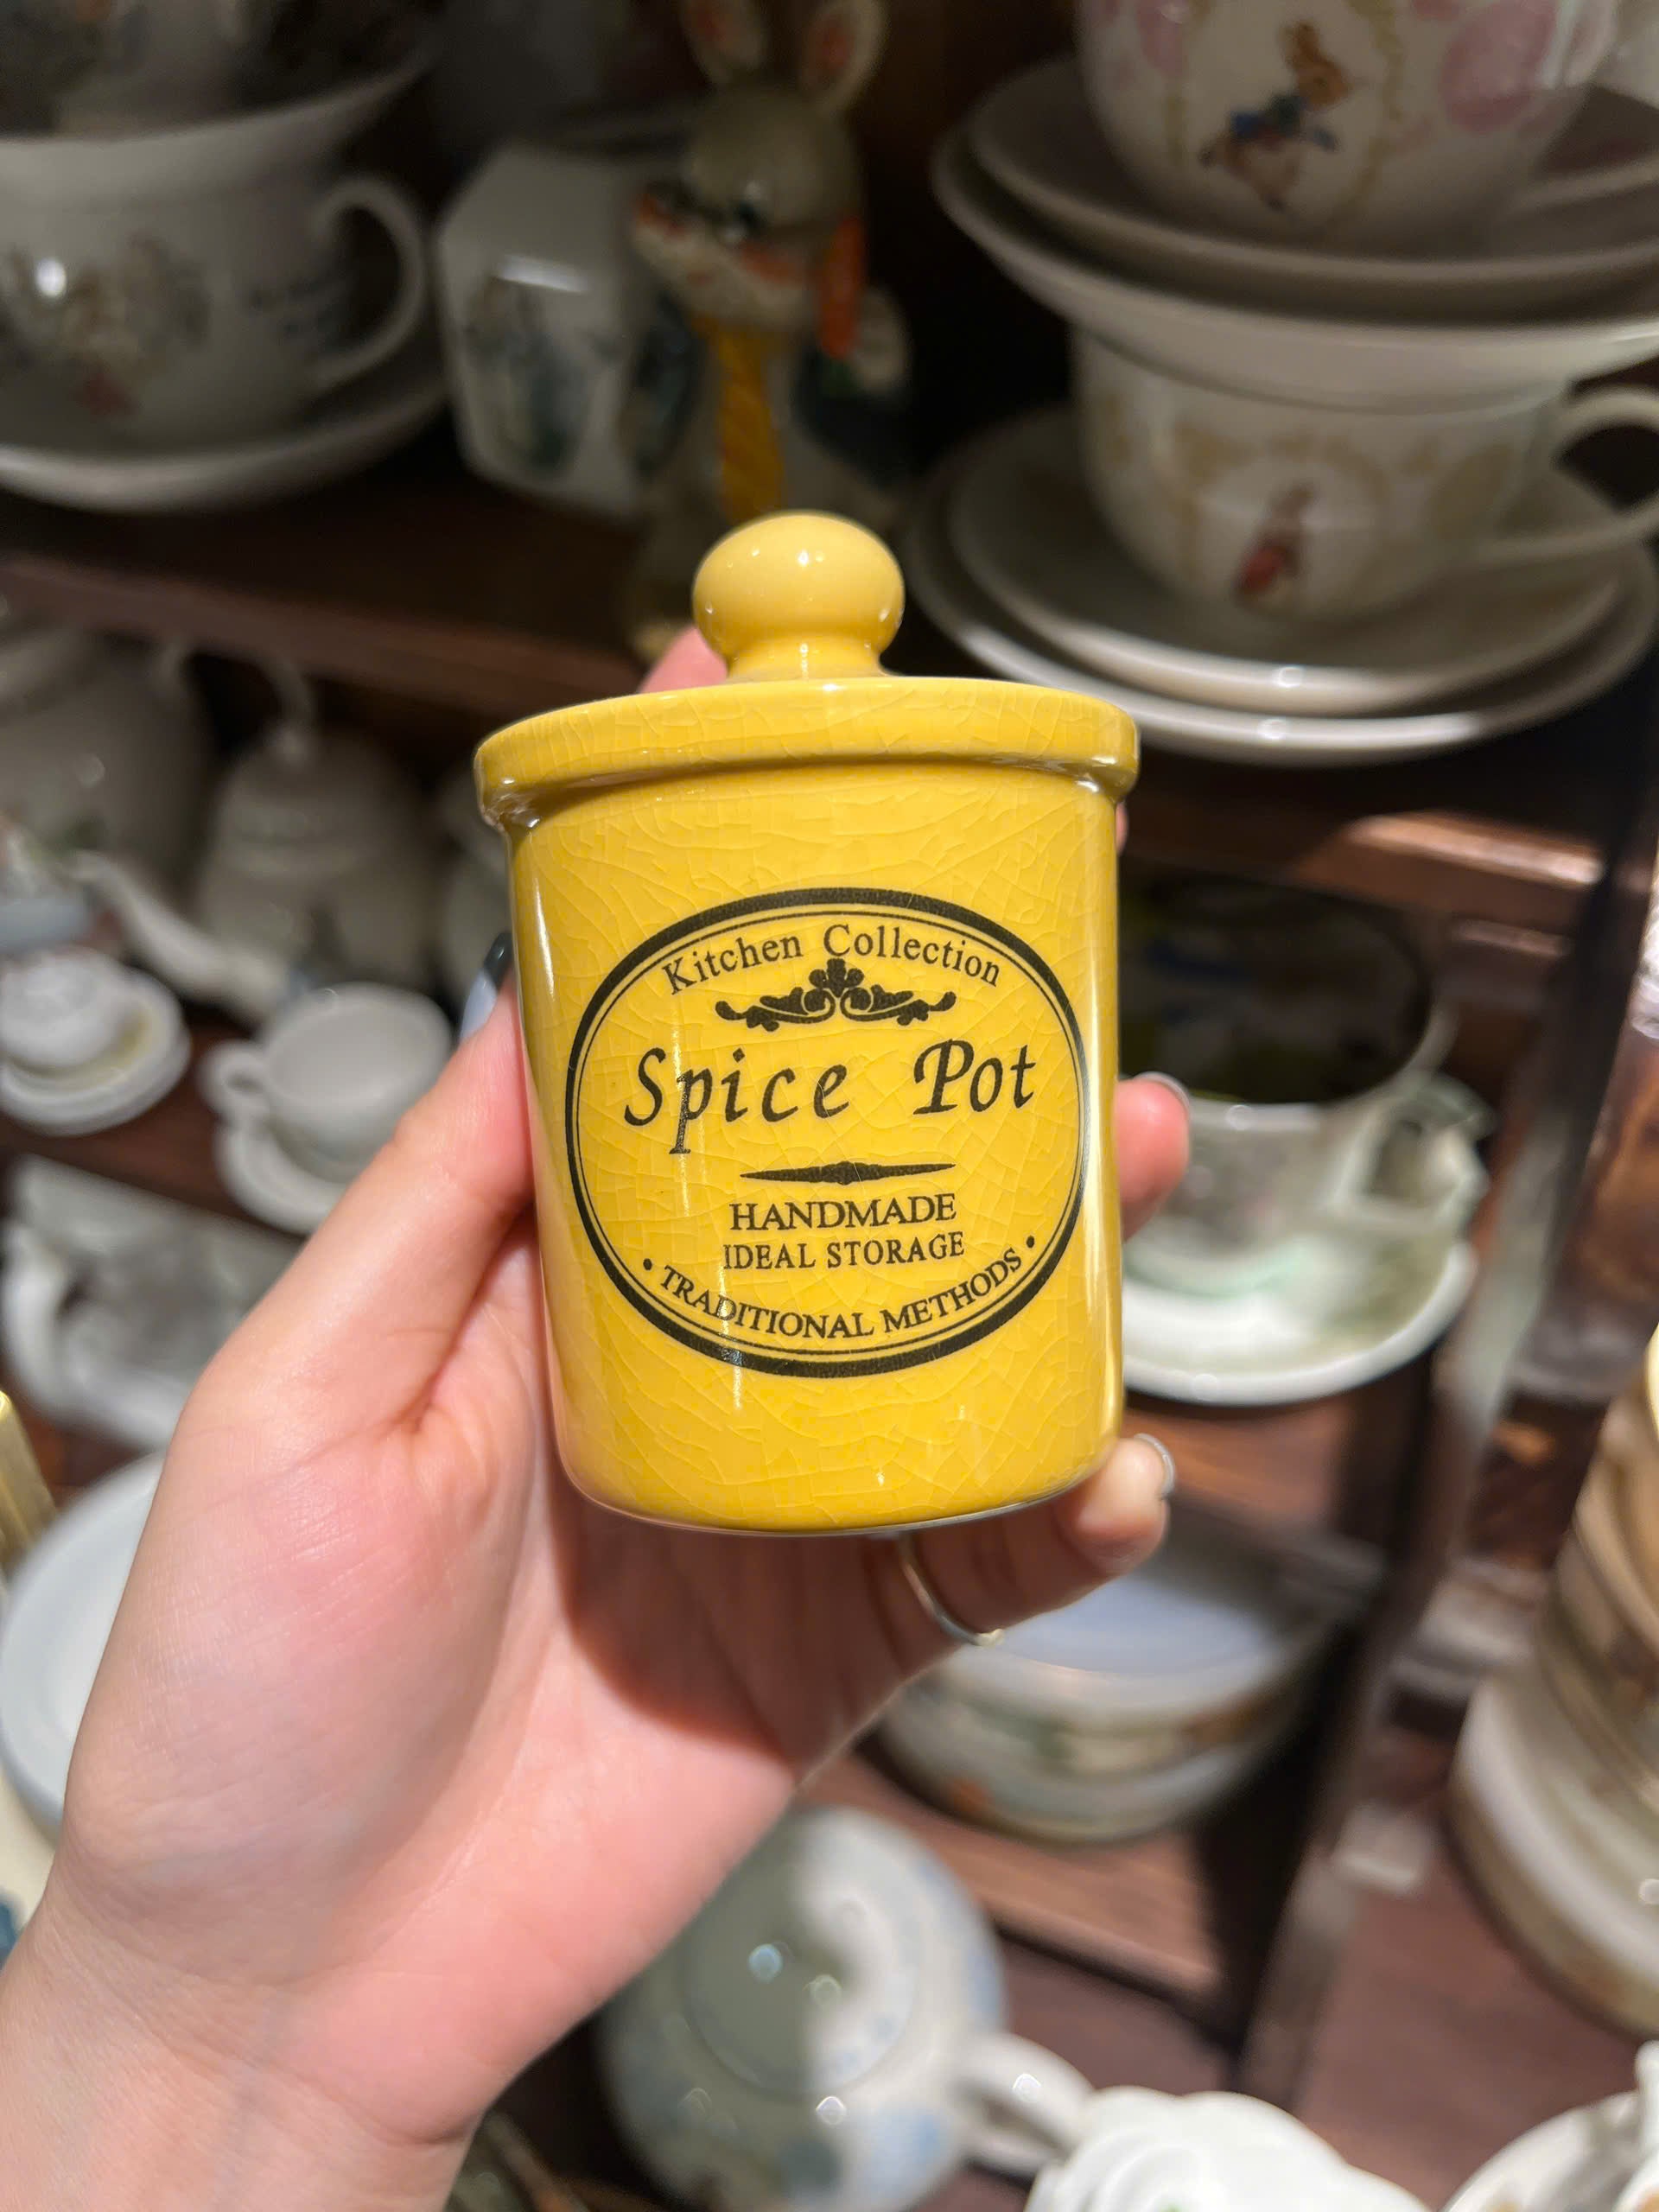 Kitchen Collection
Spice Pot
HANDMADE
IDEAL STORAGE
• TRADITIONAL METHODS •